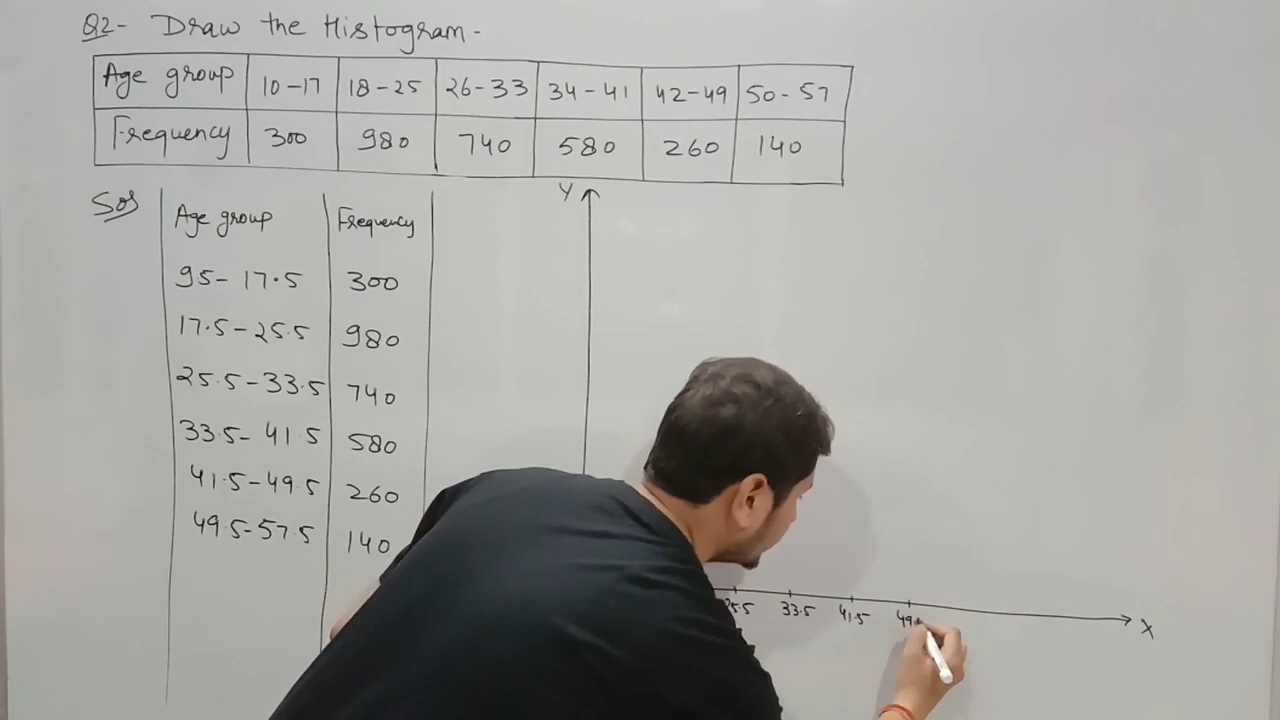 Q2- Draw the Histogram-
Age group 10-17 18-25 26-33 34-41 42-49 50-57
Frequency 300 980 740 580 260 140
Sol Age group Frequency
95-17.5 300
17.5-25.5 980
25.5-33.5 740
33.5-41.5 580
41.5-49.5 260
49.5-57.5 140
Y
33.5 41.5
X